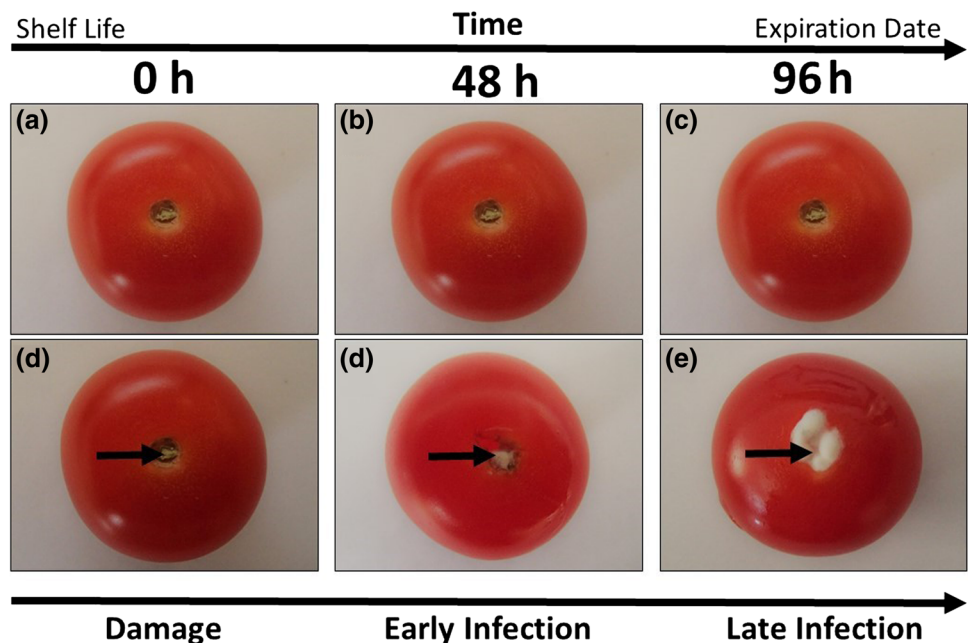 Shelf Life Time Expiration Date
0 h 48 h 96 h
(a) (b) (c)
(d) (d) (e)
Damage Early Infection Late Infection